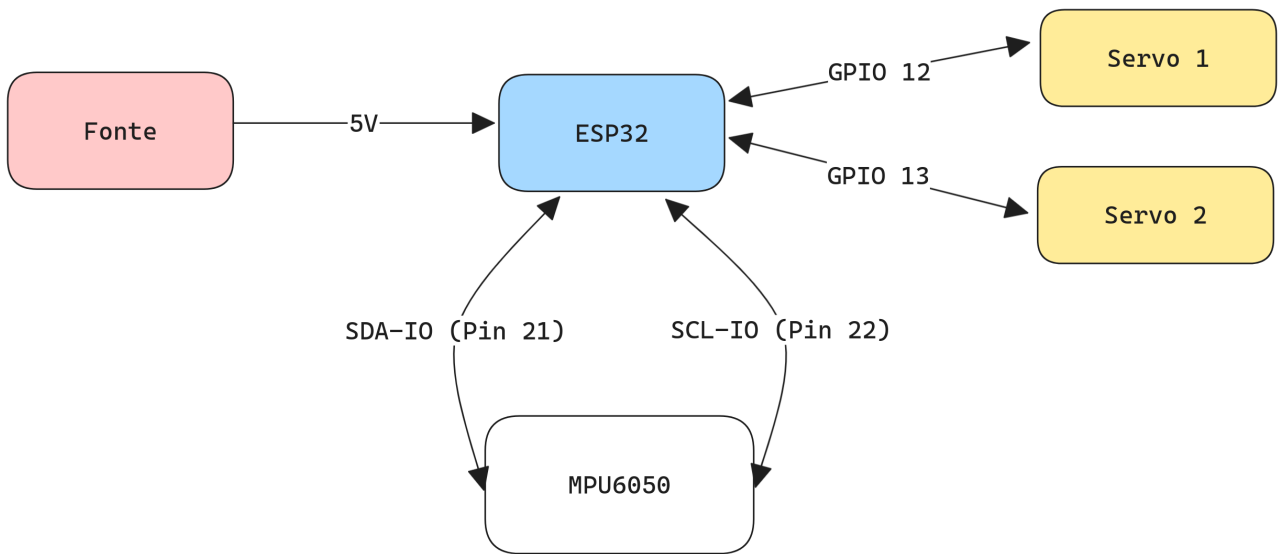 Servo 1
GPIO 12
Fonte
5V
ESP32
GPIO 13
Servo 2
SDA-IO (Pin 21)
SCL-IO (Pin 22)
MPU6050